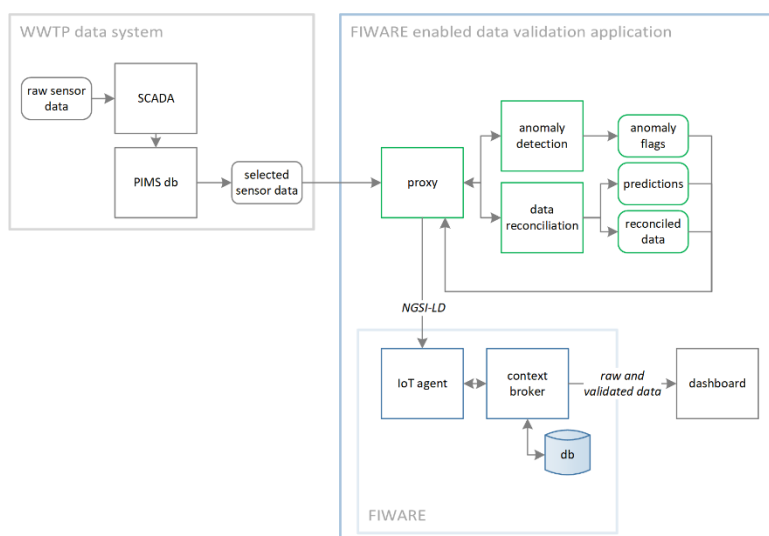 WWTP data system
FIWARE enabled data validation application
raw sensor
data
SCADA
anomaly
detection
anomaly
flags
PIMS db
selected
sensor data
proxy
predictions
data
reconciliation
reconciled
data
NGSI-LD
IoT agent
context
broker
raw and
validated data
dashboard
db
FIWARE